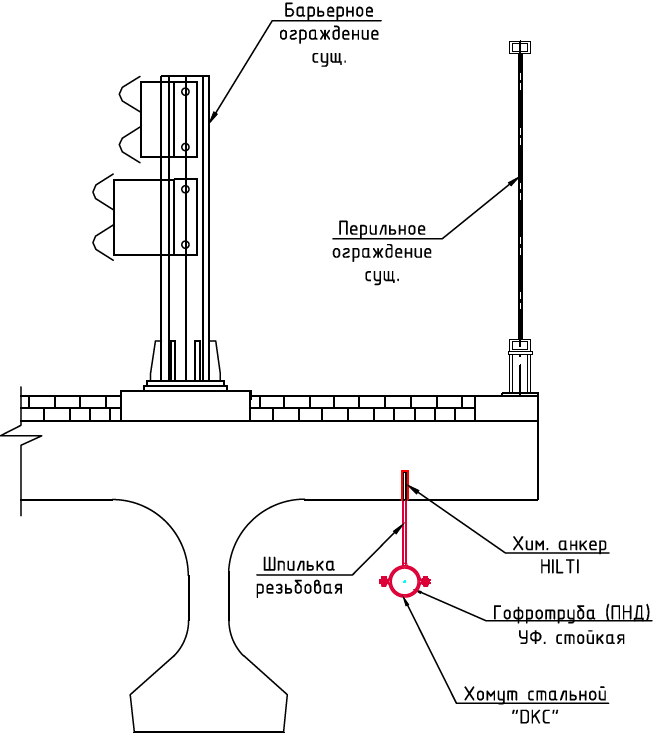 Барьерное
ограждение
сущ.
Перильное
ограждение
сущ.
Хим. анкер
HILTI
Шпилька
резьбовая
Гофротруба (ПНД)
УФ. стойкая
Хомут стальной
"DKC"